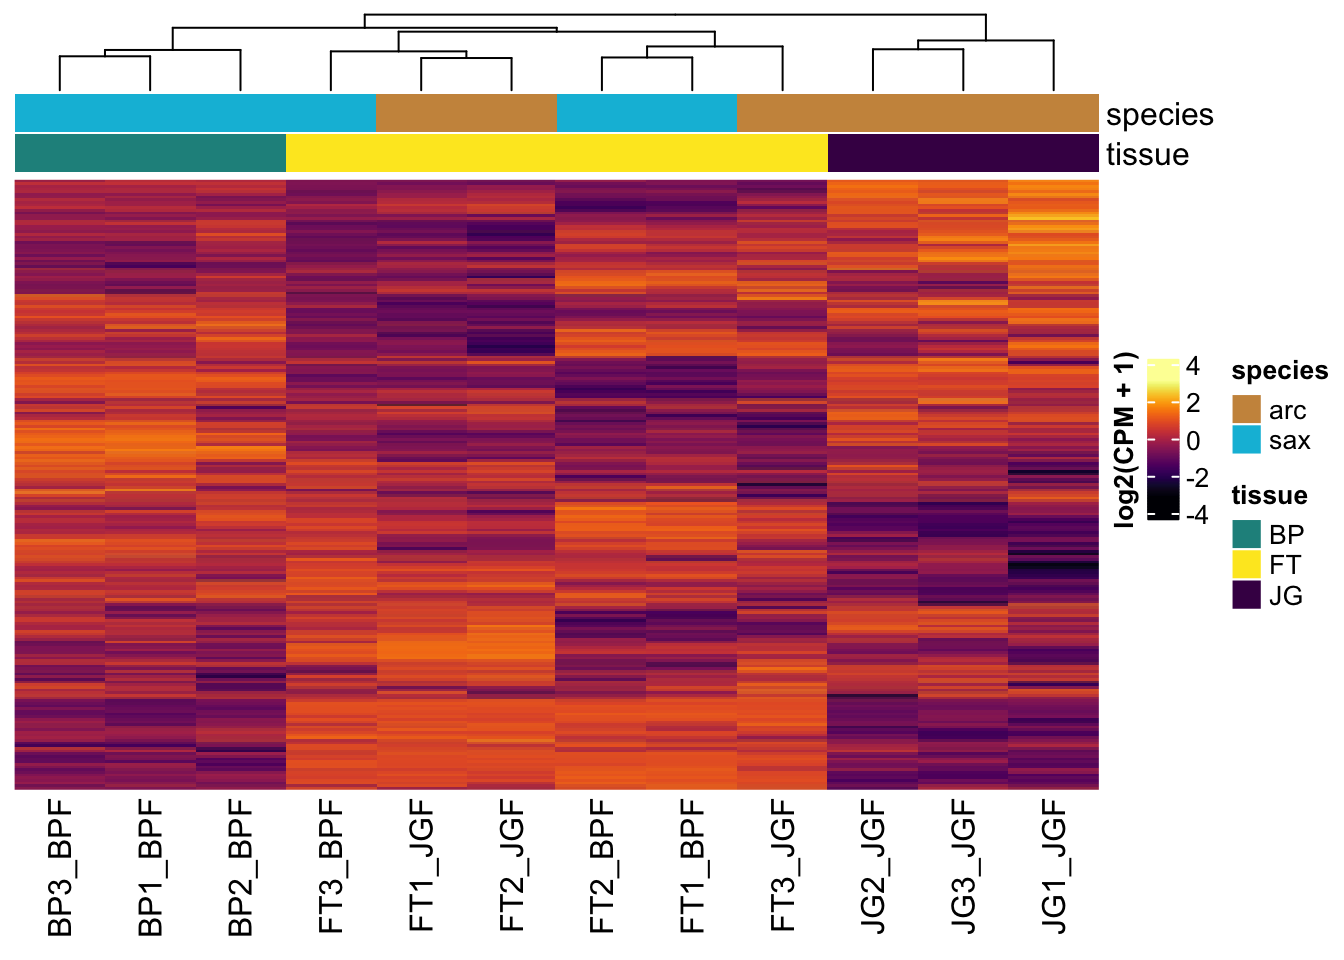 species
tissue
log2(CPM + 1)
4
2
0
-2
-4
species
arc
sax
tissue
BP
FT
JG
BP3_BPF
BP1_BPF
BP2_BPF
FT3_BPF
FT1_JGF
FT2_JGF
FT2_BPF
FT1_BPF
FT3_JGF
JG2_JGF
JG3_JGF
JG1_JGF